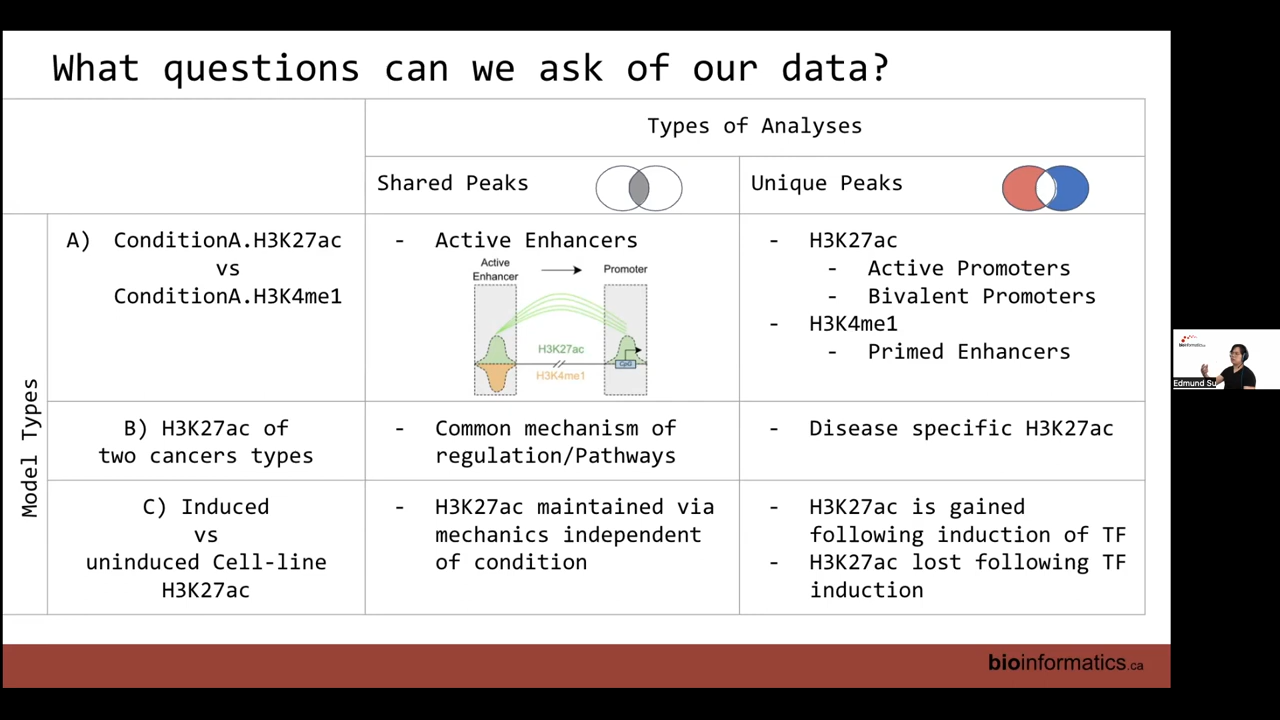 What questions can we ask of our data?
Types of Analyses
Shared Peaks
Unique Peaks
Model Types
A) ConditionA.H3K27ac
vs
ConditionA.H3K4me1
- Active Enhancers
Active
Enhancer
Promoter
H3K27ac
H3K4me1
CpG
- H3K27ac
- Active Promoters
- Bivalent Promoters
- H3K4me1
- Primed Enhancers
B) H3K27ac of
two cancers types
- Common mechanism of
regulation/Pathways
- Disease specific H3K27ac
C) Induced
vs
uninduced Cell-line
H3K27ac
- H3K27ac maintained via
mechanics independent
of condition
- H3K27ac is gained
following induction of TF
- H3K27ac lost following TF
induction
bioinformatics.ca
bioinformatics.ca
Edmund Su